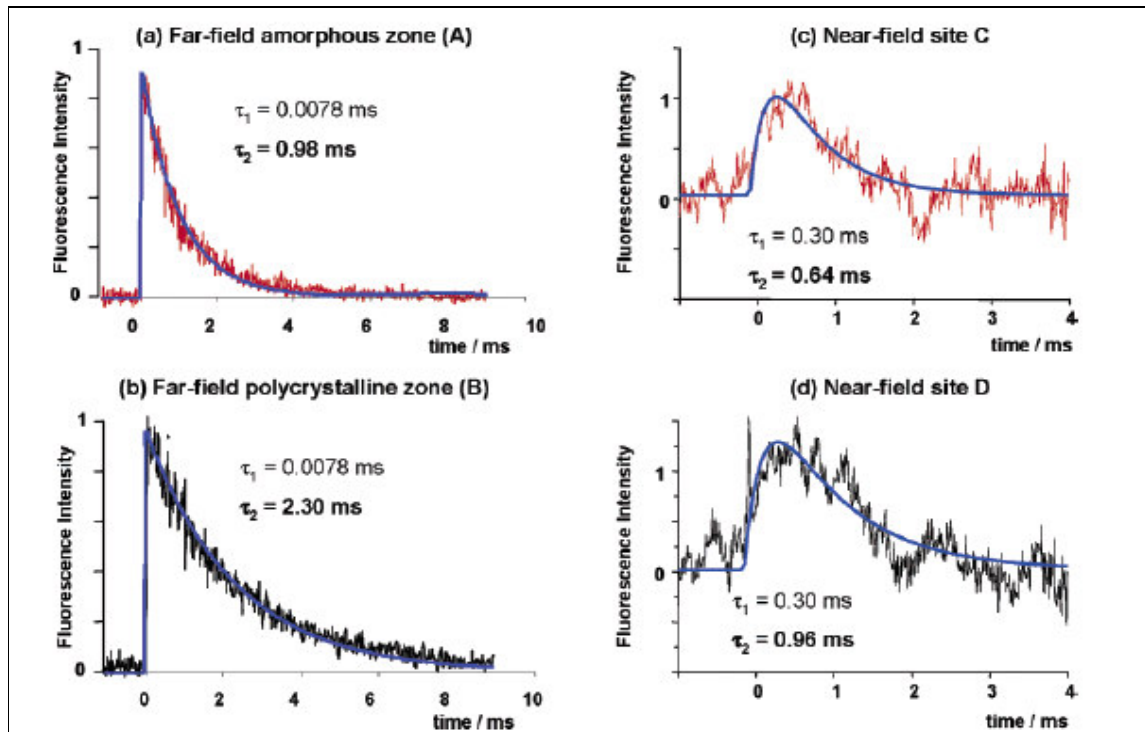 (a) Far-field amorphous zone (A)
Fluorescence Intensity
1
0
τ1 = 0.0078 ms
τ2 = 0.98 ms
0 2 4 6 8 10
time / ms
(c) Near-field site C
Fluorescence Intensity
1
0
τ1 = 0.30 ms
τ2 = 0.64 ms
0 1 2 3 4
time / ms
(b) Far-field polycrystalline zone (B)
Fluorescence Intensity
1
0
τ1 = 0.0078 ms
τ2 = 2.30 ms
0 2 4 6 8 10
time / ms
(d) Near-field site D
Fluorescence Intensity
1
0
τ1 = 0.30 ms
τ2 = 0.96 ms
0 1 2 3 4
time / ms